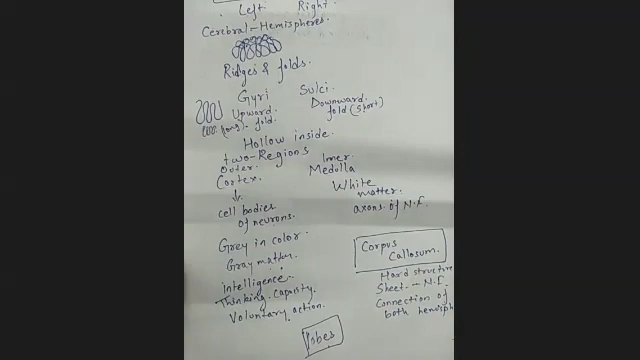 Left Right
Cerebral-Hemispheres.
Ridges & folds.
Gyri Sulci
Upward Downward
(long) - fold. fold (short)
Hollow inside.
two-Regions
Outer Inner
Cortex. Medulla
White
matter.
cell bodies axons of N.F.
of neurons.
Grey in color.
Gray matter.
Intelligence
Thinking capacity.
Voluntary action.
Corpus
Callosum.
Hard structure
Sheet - N.F.
Connection of
both hemisph
Lobes